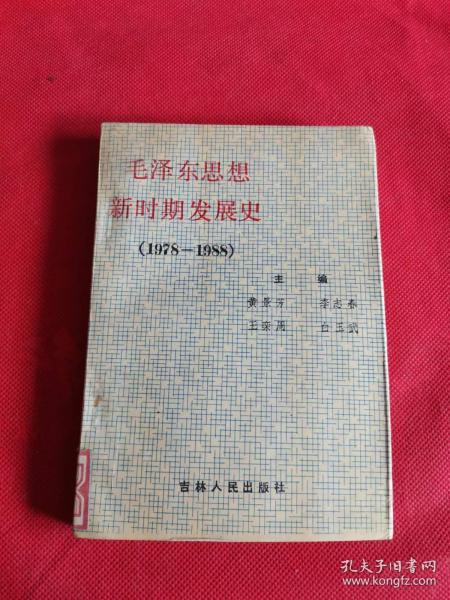 毛泽东思想
新时期发展史
(1978－1988)
主 编
黄景芳 李志春
王荣周 白玉武
吉林人民出版社
孔夫子旧书网
www.kongfz.com